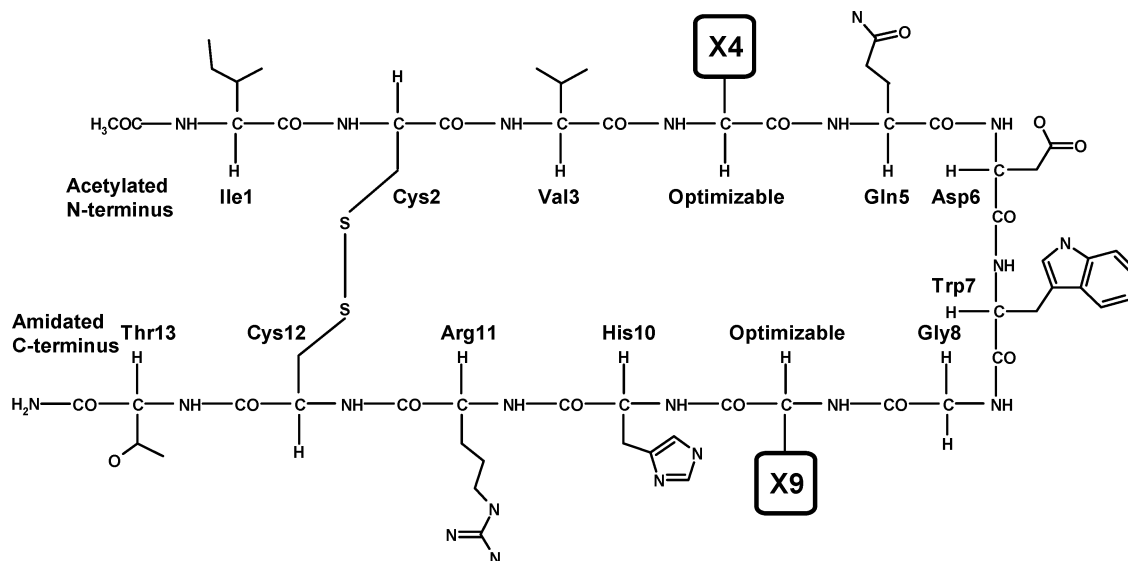 X4
N
O
H
H
H₃COC
NH
C
CO
NH
C
CO
NH
C
CO
NH
C
CO
NH
C
CO
NH
O
O
H
H
H
H
H
C
Acetylated
N-terminus
Ile1
Cys2
Val3
Optimizable
Gln5
Asp6
CO
S
N
NH
Trp7
S
H
C
Amidated
C-terminus
Thr13
Cys12
Arg11
His10
Optimizable
Gly8
H
H
H
H
H
CO
H₂N
CO
C
NH
CO
C
NH
CO
C
NH
CO
C
NH
CO
C
NH
CO
C
NH
H
H
O
N
N
X9
N
N
N